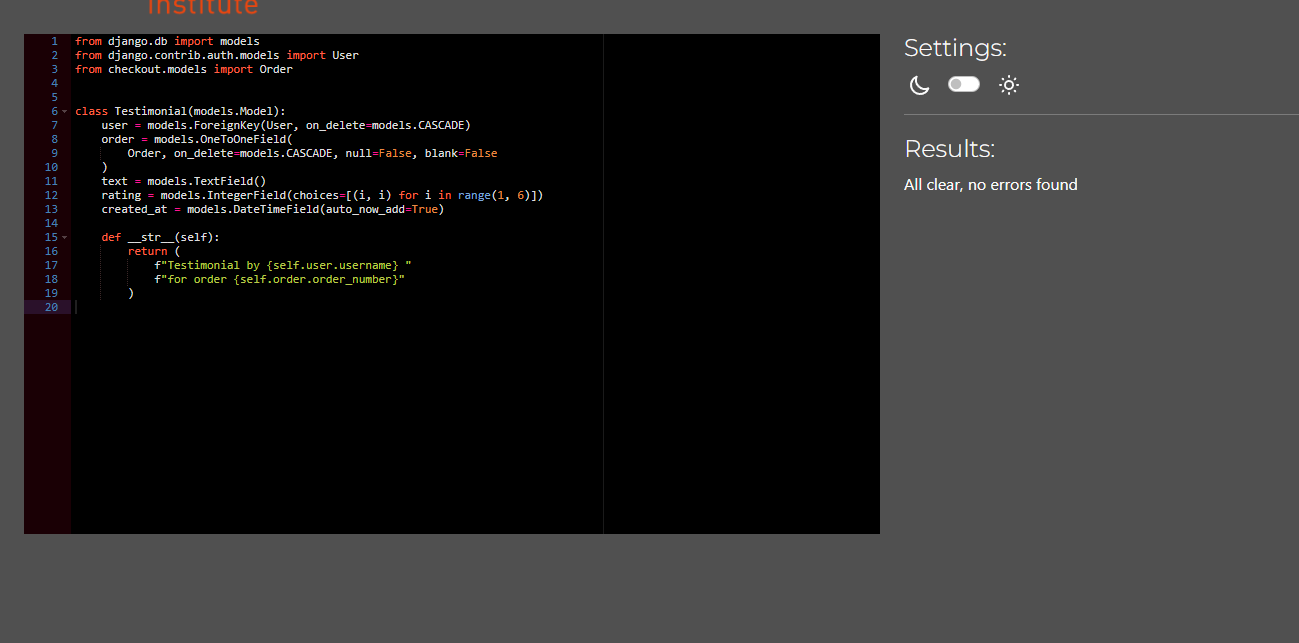 Institute
1 from django.db import models
2 from django.contrib.auth.models import User
3 from checkout.models import Order
4
5
6 class Testimonial(models.Model):
7     user = models.ForeignKey(User, on_delete=models.CASCADE)
8     order = models.OneToOneField(
9         Order, on_delete=models.CASCADE, null=False, blank=False
10     )
11     text = models.TextField()
12     rating = models.IntegerField(choices=[(i, i) for i in range(1, 6)])
13     created_at = models.DateTimeField(auto_now_add=True)
14
15     def __str__(self):
16         return (
17             f"Testimonial by {self.user.username} "
18             f"for order {self.order.order_number}"
19         )
20
Settings:
Results:
All clear, no errors found